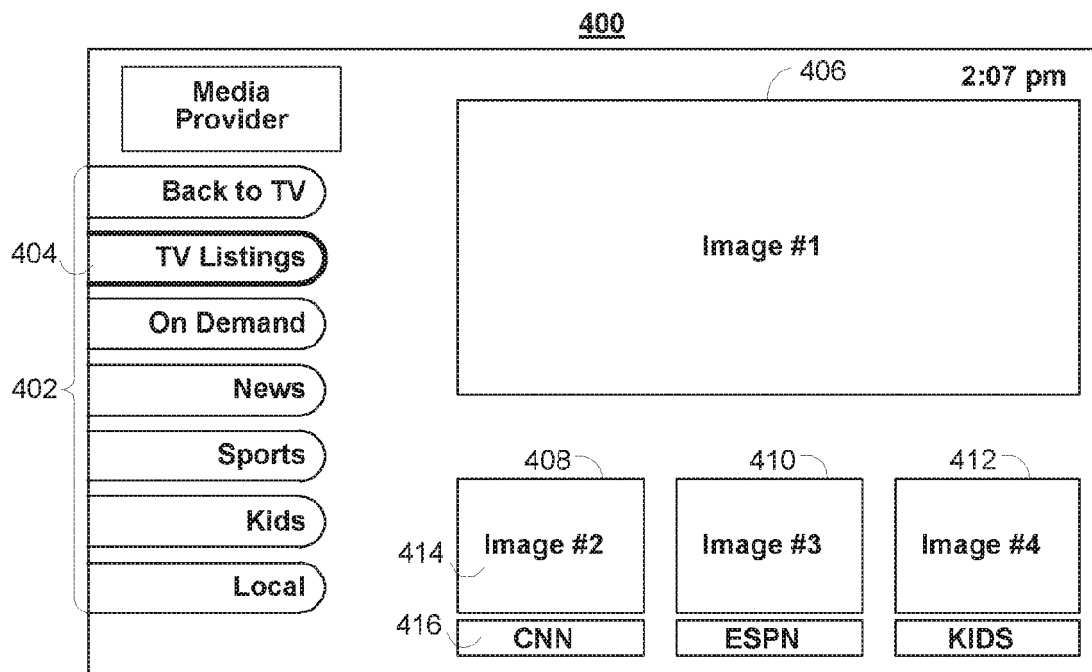 400
406
2:07 pm
Media
Provider
Back to TV
404
TV Listings
On Demand
402
News
Sports
Kids
Local
Image #1
408
410
412
414
Image #2
Image #3
Image #4
416
CNN
ESPN
KIDS